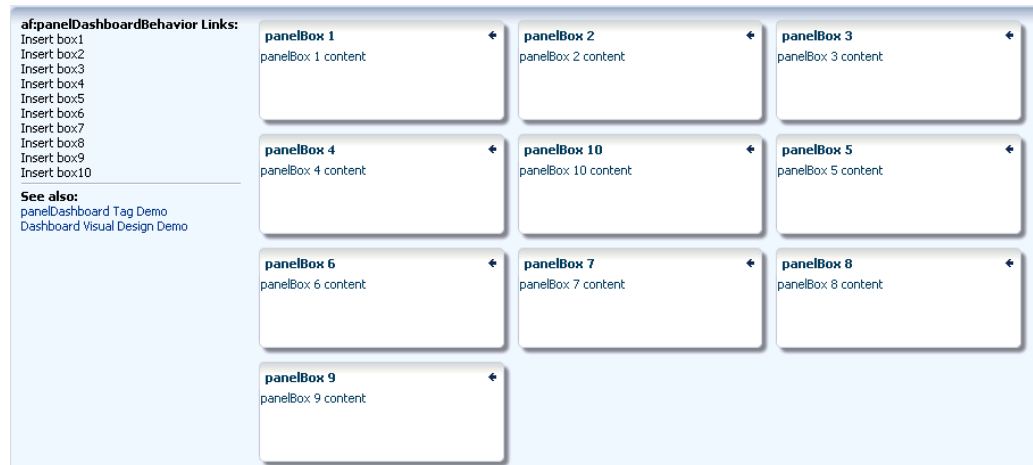 af:panelDashboardBehavior Links:
Insert box1
Insert box2
Insert box3
Insert box4
Insert box5
Insert box6
Insert box7
Insert box8
Insert box9
Insert box10
See also:
panelDashboard Tag Demo
Dashboard Visual Design Demo
panelBox 1
panelBox 1 content
panelBox 2
panelBox 2 content
panelBox 3
panelBox 3 content
panelBox 4
panelBox 4 content
panelBox 10
panelBox 10 content
panelBox 5
panelBox 5 content
panelBox 6
panelBox 6 content
panelBox 7
panelBox 7 content
panelBox 8
panelBox 8 content
panelBox 9
panelBox 9 content